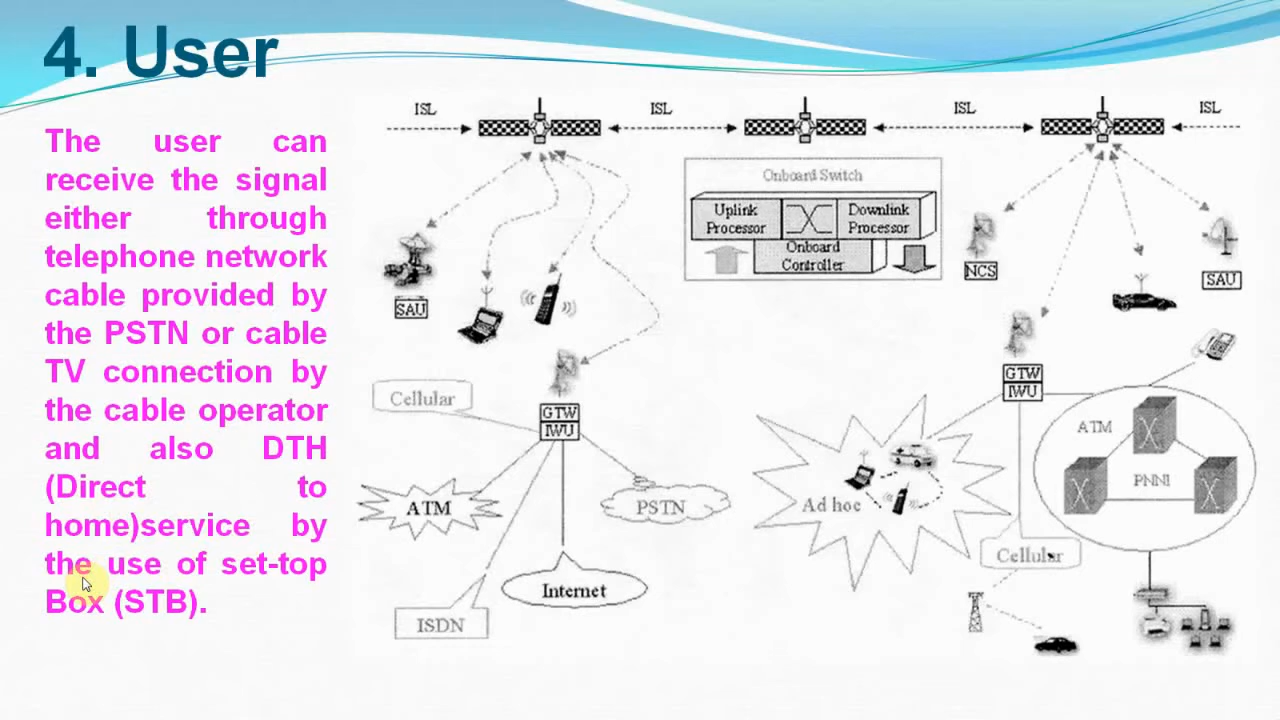 4. User
The user can
receive the signal
either through
telephone network
cable provided by
the PSTN or cable
TV connection by
the cable operator
and also DTH
(Direct to
home)service by
the use of set-top
Box (STB).
ISL
ISL
ISL
ISL
Onboard Switch
Uplink
Processor
Downlink
Processor
Onboard
Controller
SAU
NCS
SAU
GTW
IWU
Cellular
ATM
PSTN
Internet
ISDN
GTW
IWU
ATM
PNNI
Ad hoc
Cellular